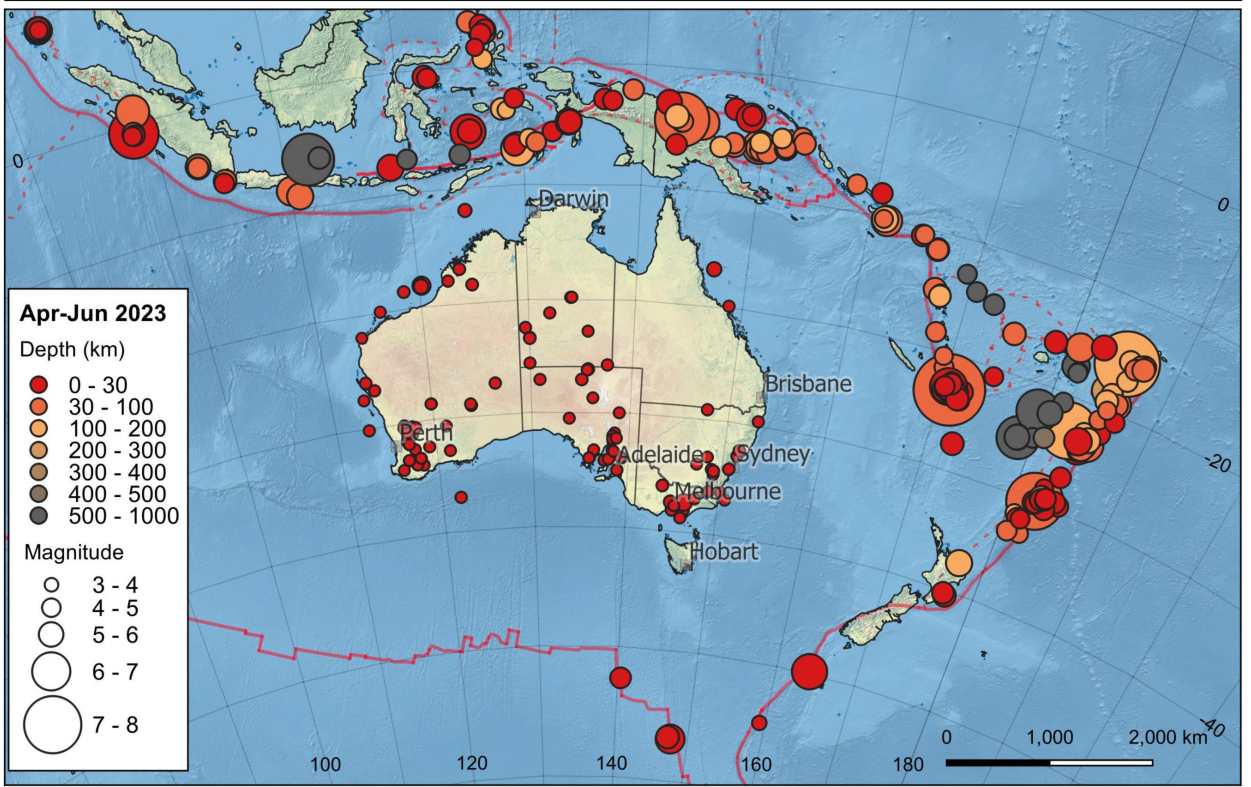 0
Darwin
0
Apr-Jun 2023
Depth (km)
0 - 30
30 - 100
100 - 200
200 - 300
300 - 400
400 - 500
500 - 1000
Magnitude
3 - 4
4 - 5
5 - 6
6 - 7
7 - 8
Brisbane
Perth
Adelaide
Sydney
-20
Melbourne
Hobart
-40
0
1,000
2,000 km
100
120
140
160
180